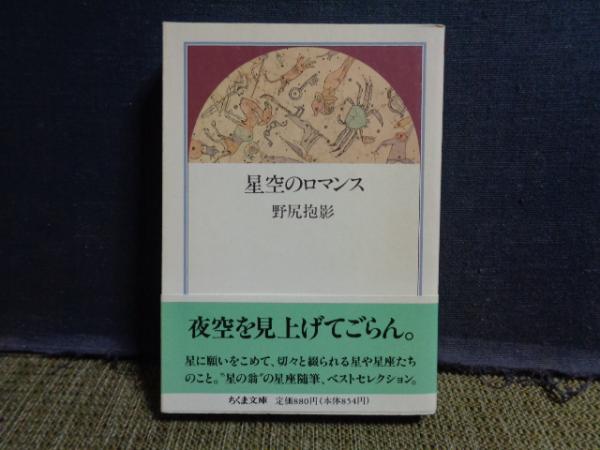 星空のロマンス
野尻抱影
夜空を見上げてごらん。
星に願いをこめて、切々と綴られる星や星座たち
のこと。〝星の翁〟の星座随筆、ベストセレクション。
ちくま文庫 定価880円(本体854円)